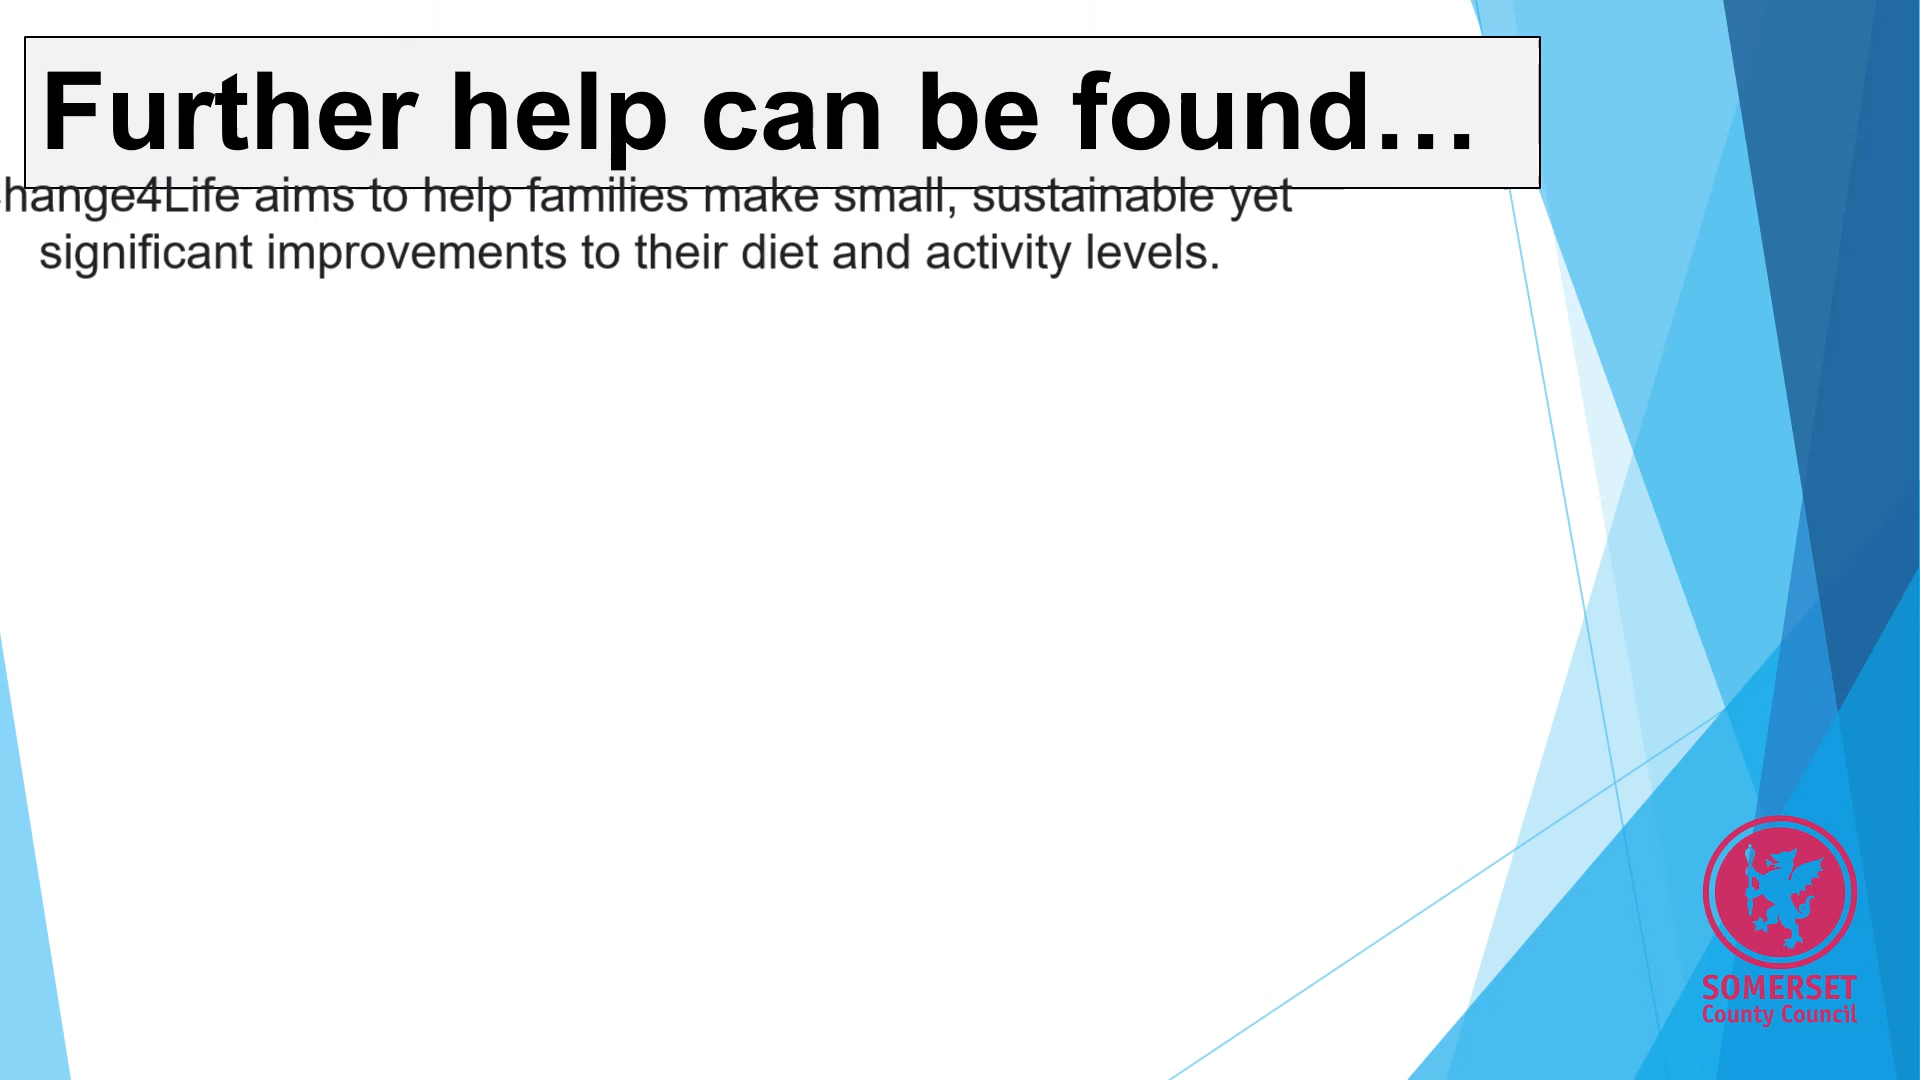 Further help can be found…
hange4Life aims to help families make small, sustainable yet
significant improvements to their diet and activity levels.
SOMERSET
County Council